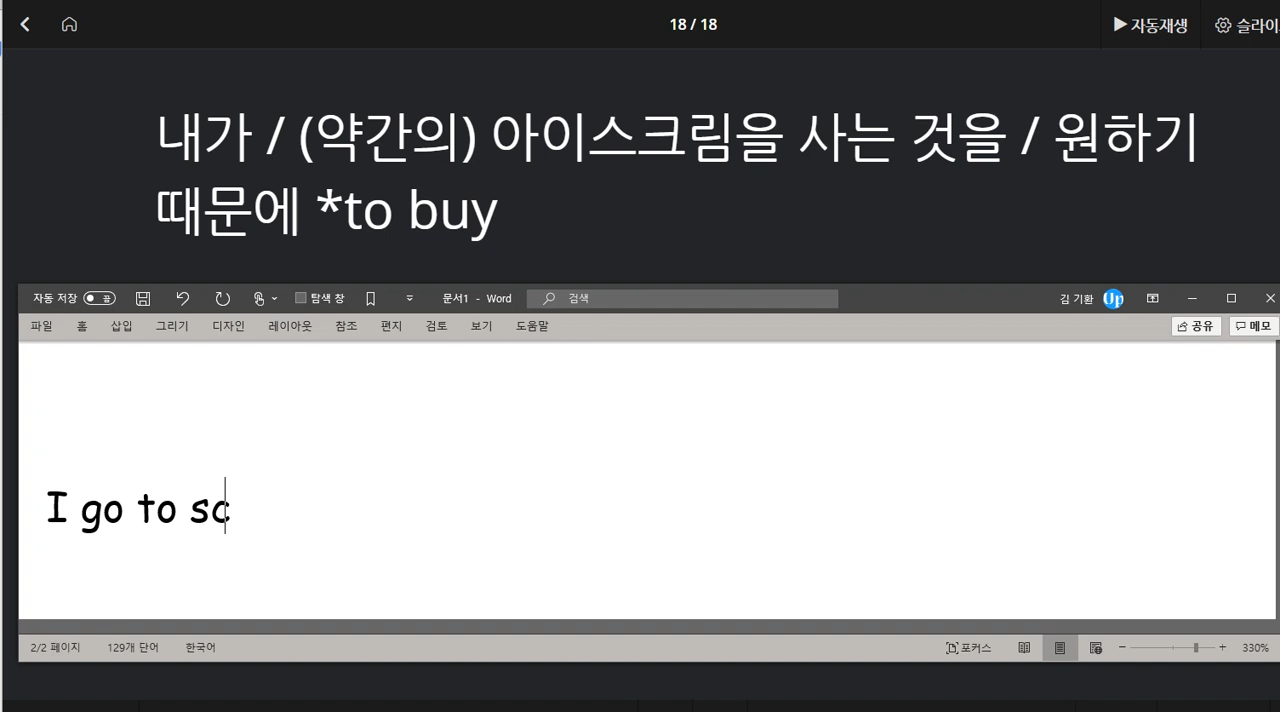 18 / 18
▶ 자동재생
슬라이
내가 / (약간의) 아이스크림을 사는 것을 / 원하기
때문에 *to buy
자동 저장 끔
탐색 창
문서1 - Word
검색
김 기환
Up
파일 홈 삽입 그리기 디자인 레이아웃 참조 편지 검토 보기 도움말
공유
메모
I go to sc
2/2 페이지 129개 단어 한국어
포커스
330%